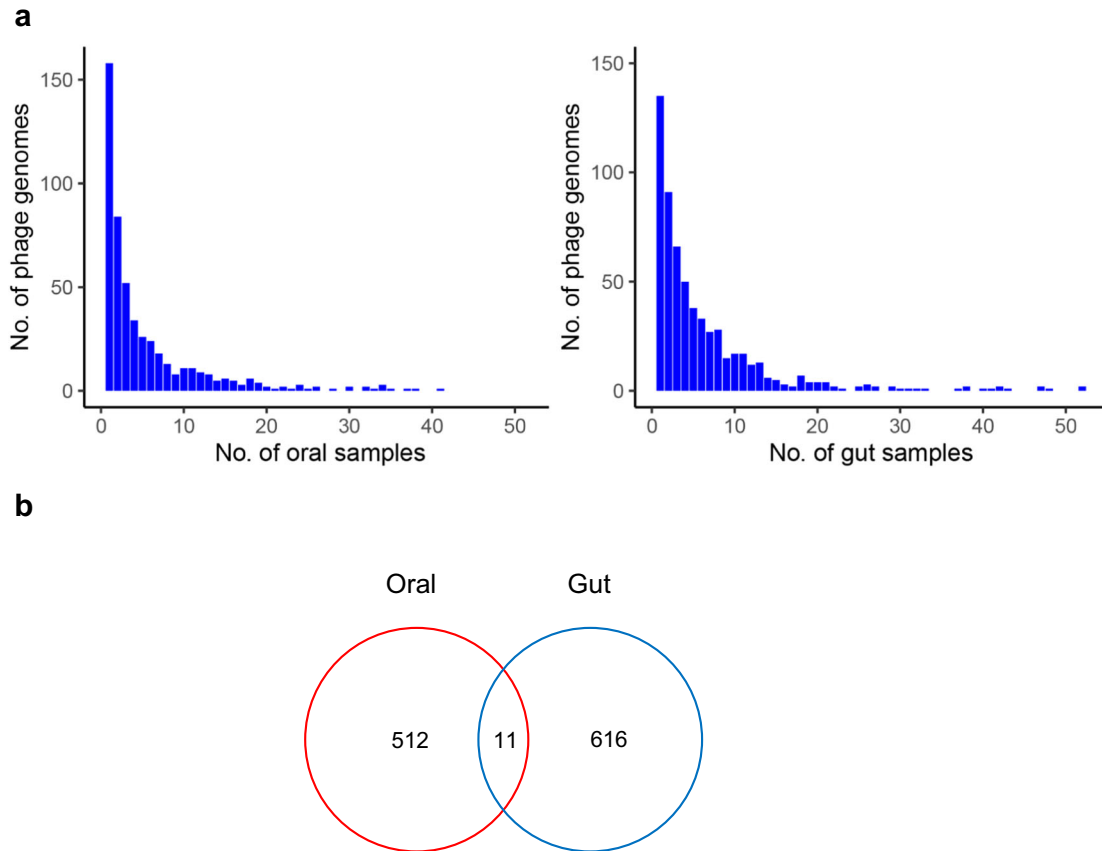 a
No. of phage genomes
150
100
50
0
0 10 20 30 40 50
No. of oral samples
No. of phage genomes
150
100
50
0
0 10 20 30 40 50
No. of gut samples
b
Oral Gut
512 11 616